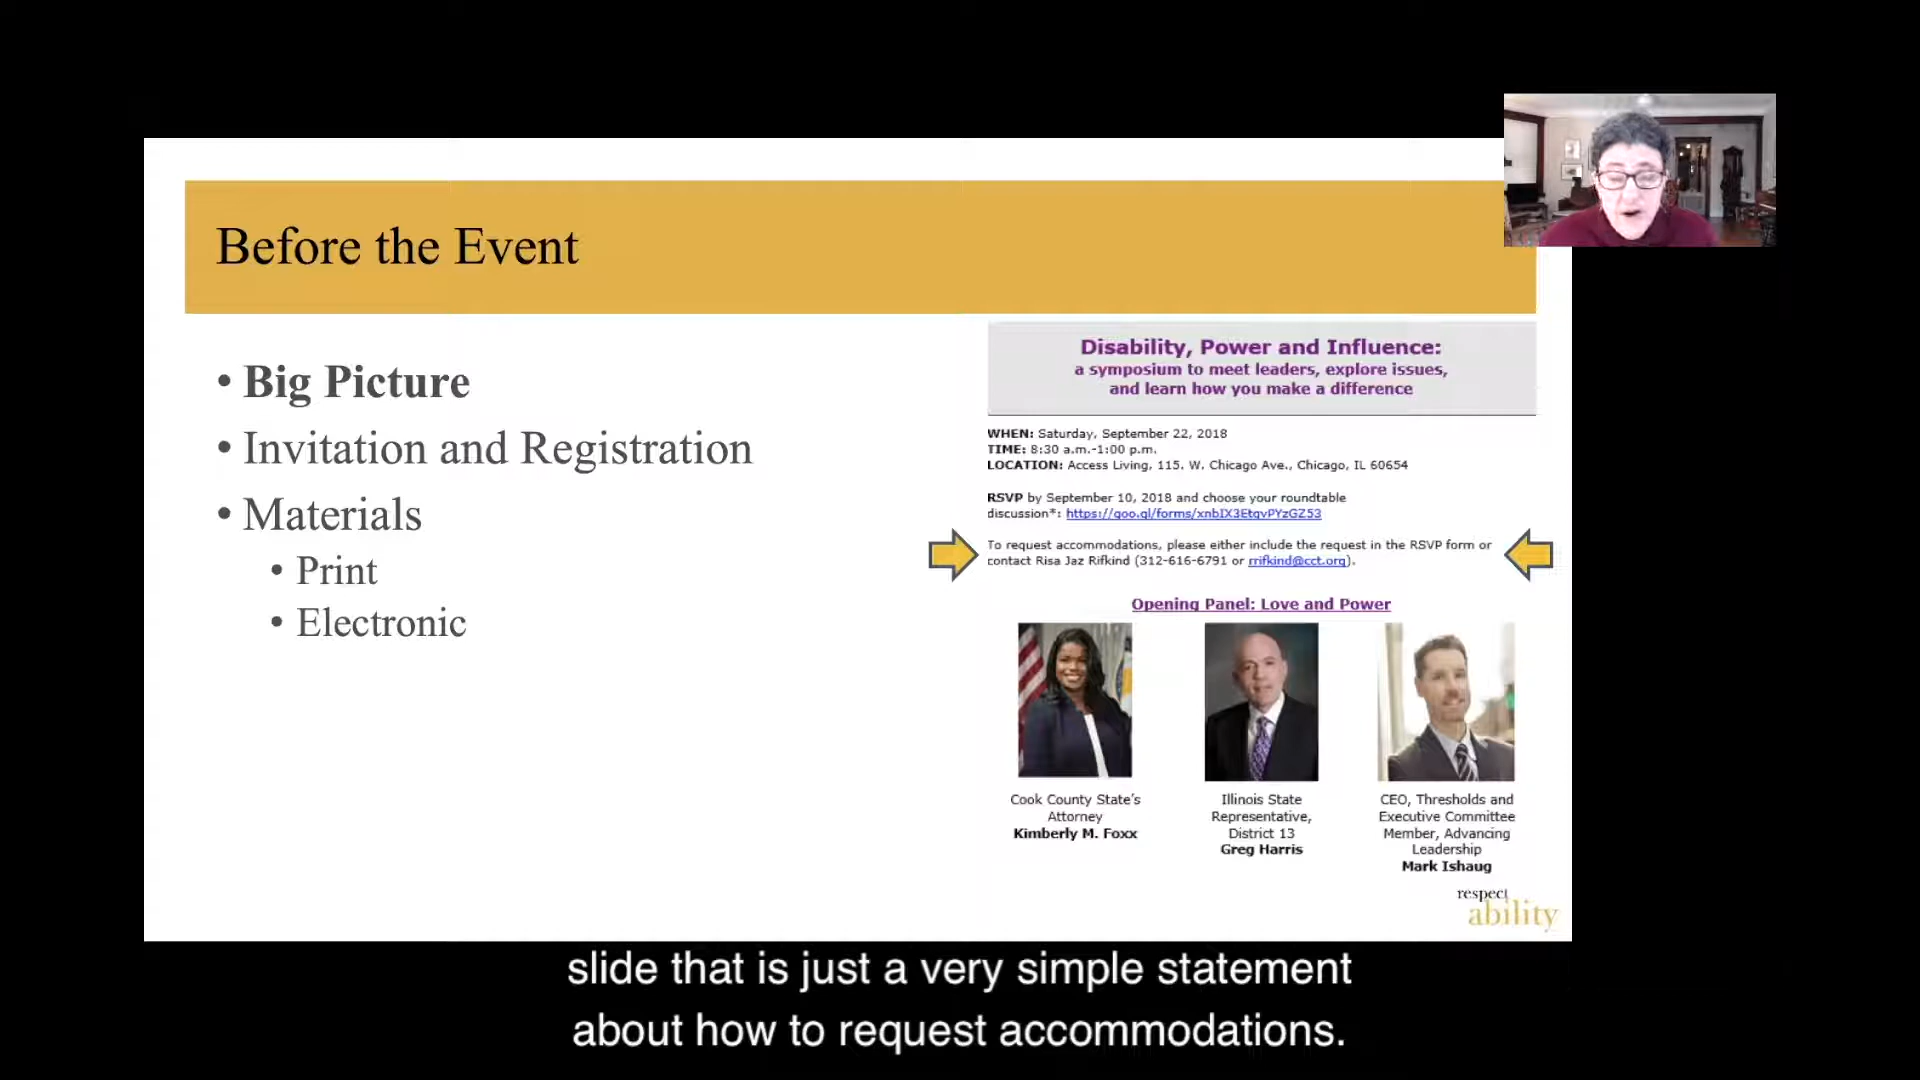 Before the Event
• Big Picture
• Invitation and Registration
• Materials
• Print
• Electronic
Disability, Power and Influence:
a symposium to meet leaders, explore issues,
and learn how you make a difference
WHEN: Saturday, September 22, 2018
TIME: 8:30 a.m.-1:00 p.m.
LOCATION: Access Living, 115. W. Chicago Ave., Chicago, IL 60654
RSVP by September 10, 2018 and choose your roundtable
discussion*: https://goo.gl/forms/xnbIX3EtgvPYzGZ53
To request accommodations, please either include the request in the RSVP form or
contact Risa Jaz Rifkind (312-616-6791 or rrifkind@cct.org).
Opening Panel: Love and Power
Cook County State's
Attorney
Kimberly M. Foxx
Illinois State
Representative,
District 13
Greg Harris
CEO, Thresholds and
Executive Committee
Member, Advancing
Leadership
Mark Ishaug
respect
ability
slide that is just a very simple statement
about how to request accommodations.